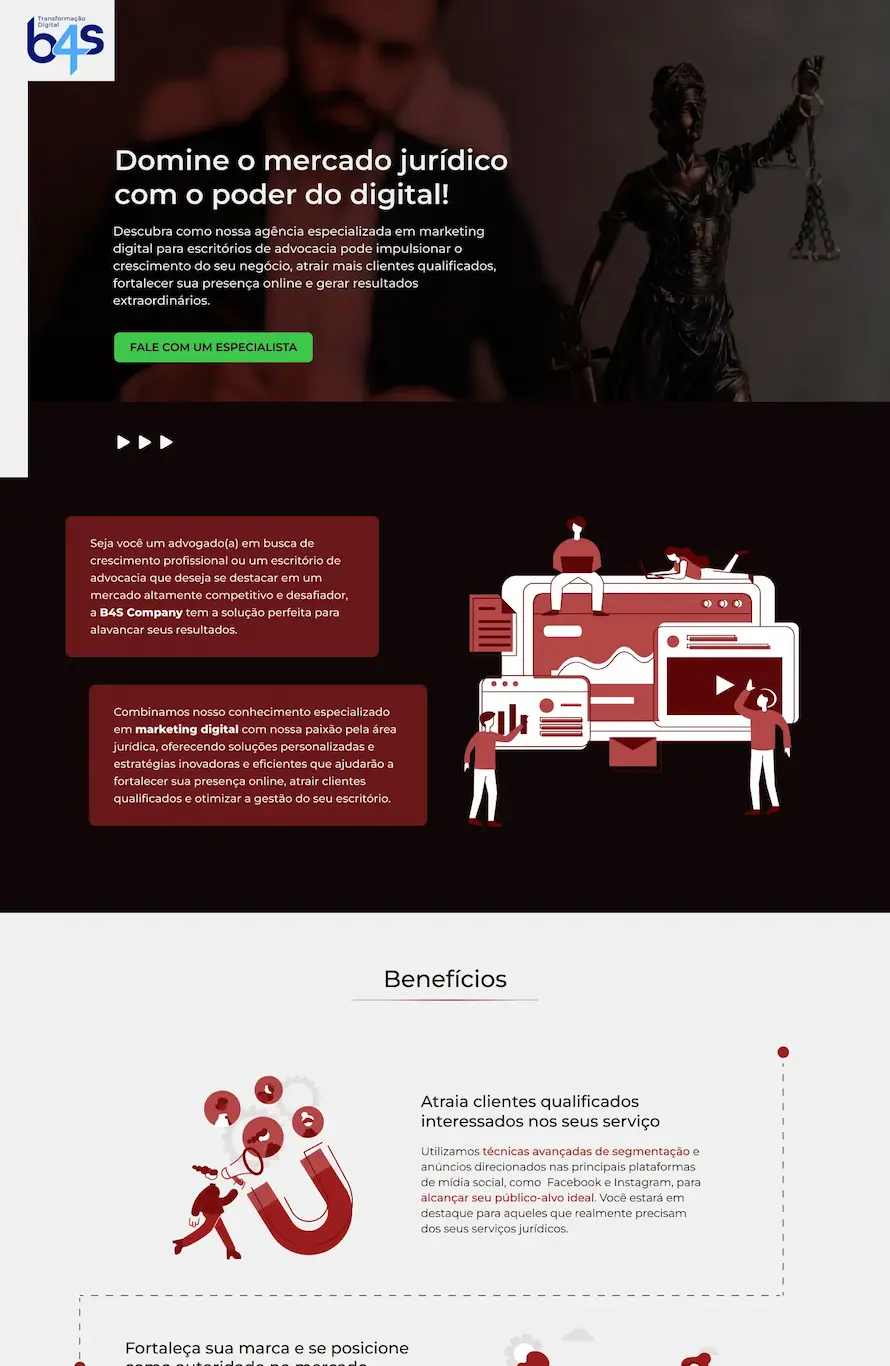 Transformação
Digital
b4s
Domine o mercado jurídico
com o poder do digital!
Descubra como nossa agência especializada em marketing
digital para escritórios de advocacia pode impulsionar o
crescimento do seu negócio, atrair mais clientes qualificados,
fortalecer sua presença online e gerar resultados
extraordinários.
FALE COM UM ESPECIALISTA
Seja você um advogado(a) em busca de
crescimento profissional ou um escritório de
advocacia que deseja se destacar em um
mercado altamente competitivo e desafiador,
a B4S Company tem a solução perfeita para
alavancar seus resultados.
Combinamos nosso conhecimento especializado
em marketing digital com nossa paixão pela área
jurídica, oferecendo soluções personalizadas e
estratégias inovadoras e eficientes que ajudarão a
fortalecer sua presença online, atrair clientes
qualificados e otimizar a gestão do seu escritório.
Benefícios
Atraia clientes qualificados
interessados nos seus serviço
Utilizamos técnicas avançadas de segmentação e
anúncios direcionados nas principais plataformas
de mídia social, como Facebook e Instagram, para
alcançar seu público-alvo ideal. Você estará em
destaque para aqueles que realmente precisam
dos seus serviços jurídicos.
Fortaleça sua marca e se posicione
como autoridade no mercado